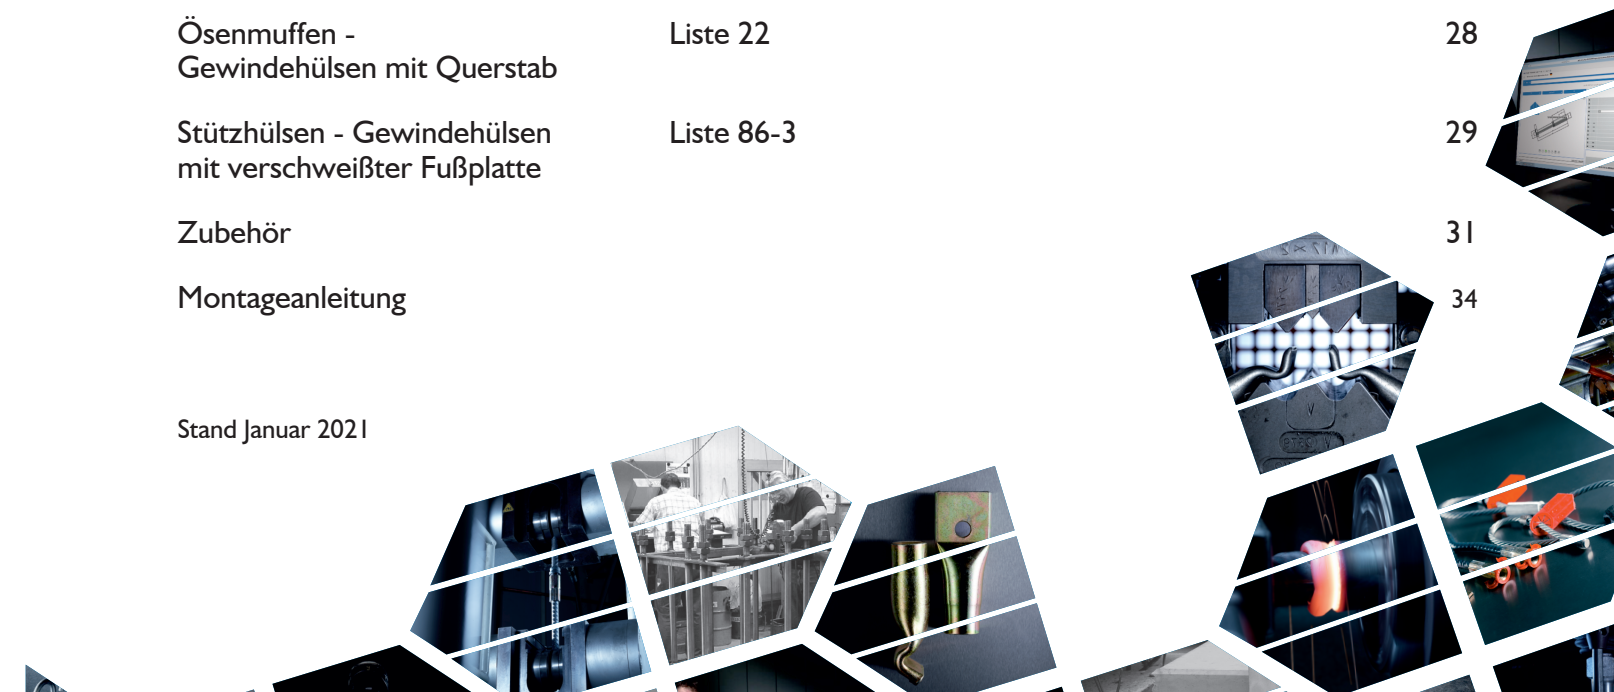 Ösenmuffen - Liste 22 28
Gewindehülsen mit Querstab
Stützhülsen - Gewindehülsen Liste 86-3 29
mit verschweißter Fußplatte
Zubehör 31
Montageanleitung 34
Stand Januar 2021